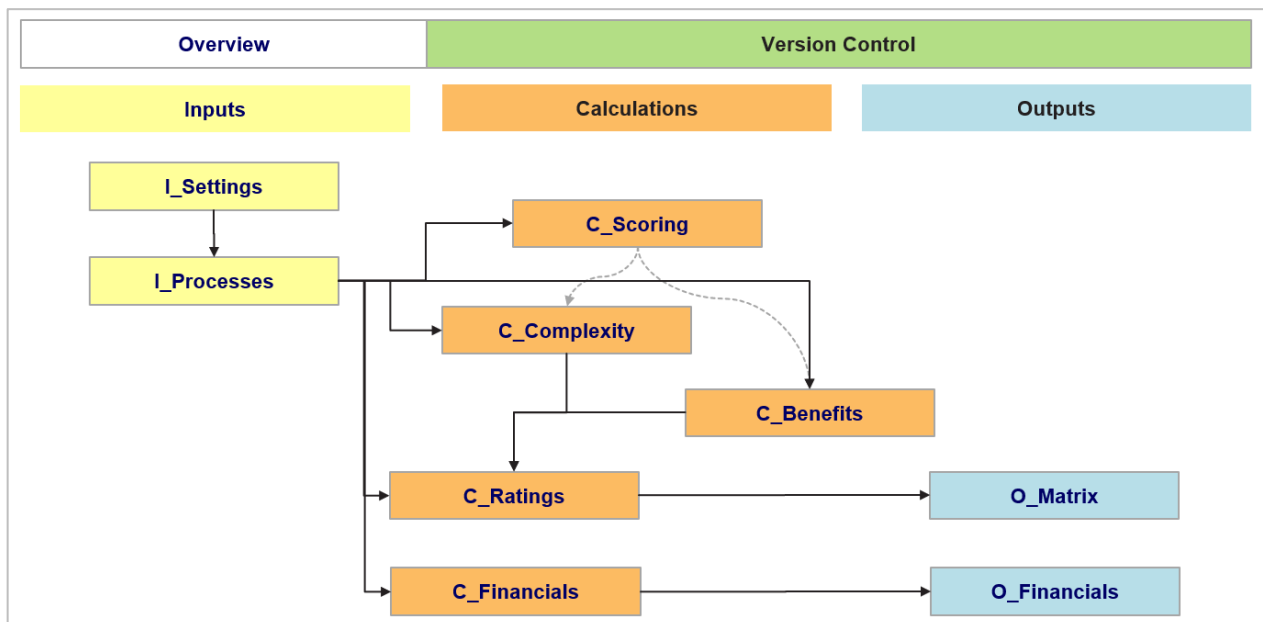 Overview
Version Control
Inputs
Calculations
Outputs
I_Settings
C_Scoring
I_Processes
C_Complexity
C_Benefits
C_Ratings
O_Matrix
C_Financials
O_Financials